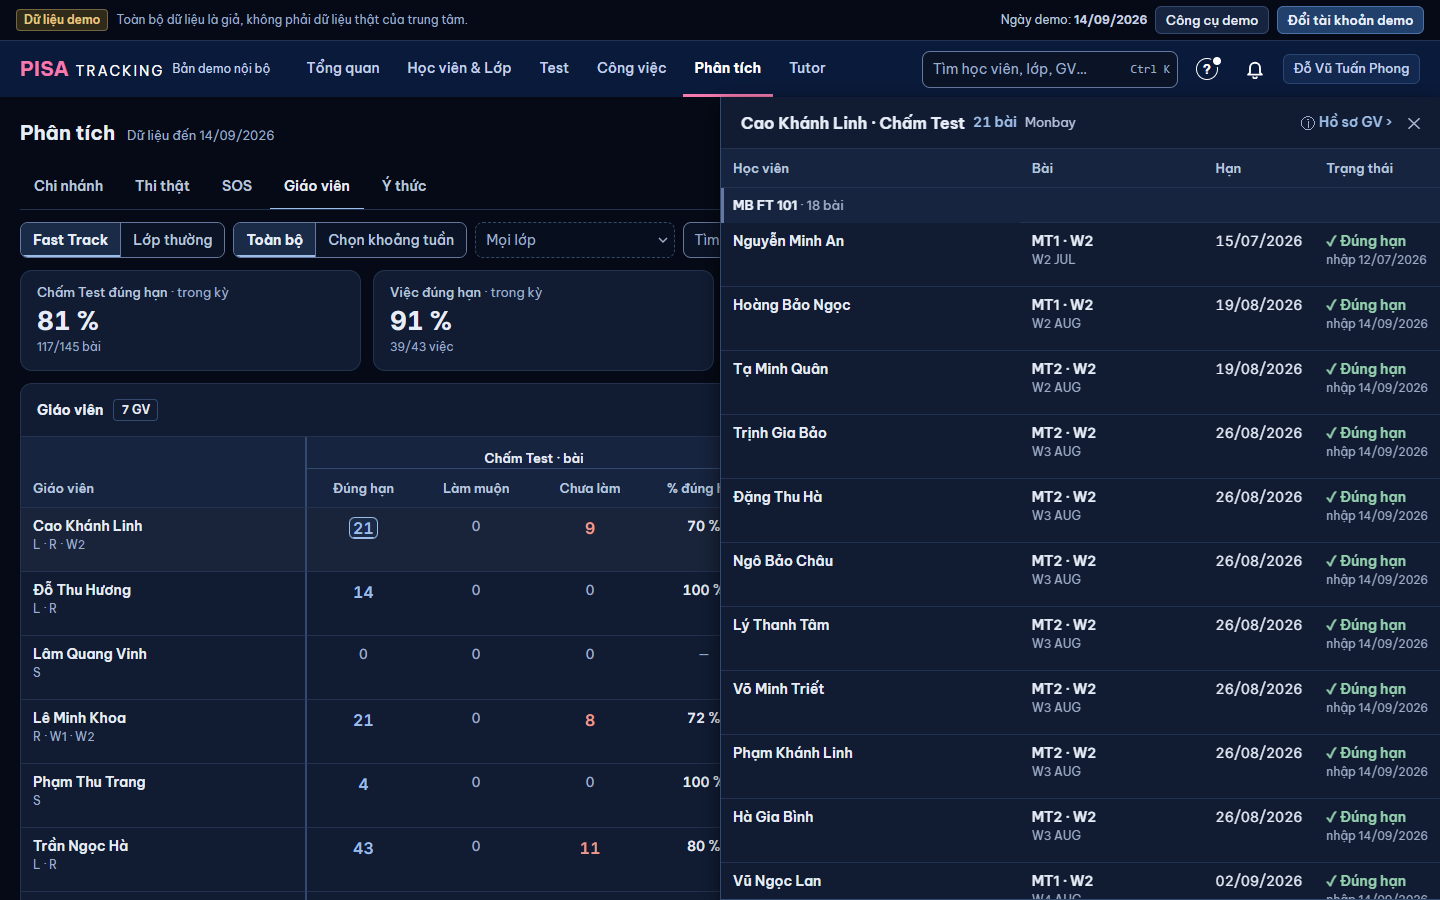 Dữ liệu demo Toàn bộ dữ liệu là giả, không phải dữ liệu thật của trung tâm. Ngày demo: 14/09/2026 Công cụ demo Đổi tài khoản demo
PISA TRACKING Bản demo nội bộ Tổng quan Học viên & Lớp Test Công việc Phân tích Tutor Tìm học viên, lớp, GV... Ctrl K ? Đỗ Vũ Tuấn Phong
Phân tích Dữ liệu đến 14/09/2026
Chi nhánh Thi thật SOS Giáo viên Ý thức
Fast Track Lớp thường Toàn bộ Chọn khoảng tuần Mọi lớp Tìm
Chấm Test đúng hạn · trong kỳ
81 %
117/145 bài
Việc đúng hạn · trong kỳ
91 %
39/43 việc
Giáo viên 7 GV
Chấm Test · bài
Giáo viên Đúng hạn Làm muộn Chưa làm % đúng
Cao Khánh Linh 21 0 9 70 %
L · R · W2
Đỗ Thu Hương 14 0 0 100 %
L · R
Lâm Quang Vinh 0 0 0 —
S
Lê Minh Khoa 21 0 8 72 %
R · W1 · W2
Phạm Thu Trang 4 0 0 100 %
S
Trần Ngọc Hà 43 0 11 80 %
L · R
Cao Khánh Linh · Chấm Test 21 bài Monbay Hồ sơ GV ›
Học viên Bài Hạn Trạng thái
MB FT 101 · 18 bài
Nguyễn Minh An MT1 · W2 15/07/2026 ✓ Đúng hạn
W2 JUL nhập 12/07/2026
Hoàng Bảo Ngọc MT1 · W2 19/08/2026 ✓ Đúng hạn
W2 AUG nhập 14/09/2026
Tạ Minh Quân MT2 · W2 19/08/2026 ✓ Đúng hạn
W2 AUG nhập 14/09/2026
Trịnh Gia Bảo MT2 · W2 26/08/2026 ✓ Đúng hạn
W3 AUG nhập 14/09/2026
Đặng Thu Hà MT2 · W2 26/08/2026 ✓ Đúng hạn
W3 AUG nhập 14/09/2026
Ngô Bảo Châu MT2 · W2 26/08/2026 ✓ Đúng hạn
W3 AUG nhập 14/09/2026
Lý Thanh Tâm MT2 · W2 26/08/2026 ✓ Đúng hạn
W3 AUG nhập 14/09/2026
Võ Minh Triết MT2 · W2 26/08/2026 ✓ Đúng hạn
W3 AUG nhập 14/09/2026
Phạm Khánh Linh MT2 · W2 26/08/2026 ✓ Đúng hạn
W3 AUG nhập 14/09/2026
Hà Gia Bình MT2 · W2 26/08/2026 ✓ Đúng hạn
W3 AUG nhập 14/09/2026
Vũ Ngọc Lan MT1 · W2 02/09/2026 ✓ Đúng hạn
W4 AUG nhập 14/09/2026